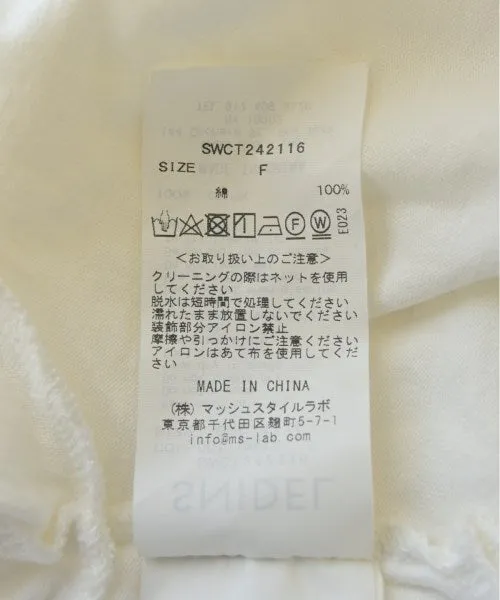 SWCT242116
SIZE F
綿 100%
F W E023
<お取り扱い上のご注意>
クリーニングの際はネットを使用
してください
脱水は短時間で処理してください
濡れたまま放置しないでください
装飾部分アイロン禁止
摩擦や引っかけにご注意ください
アイロンはあて布を使用してくだ
さい
MADE IN CHINA
(株) マッシュスタイルラボ
東京都千代田区麹町5-7-1
info@ms-lab.com
SNIDEL